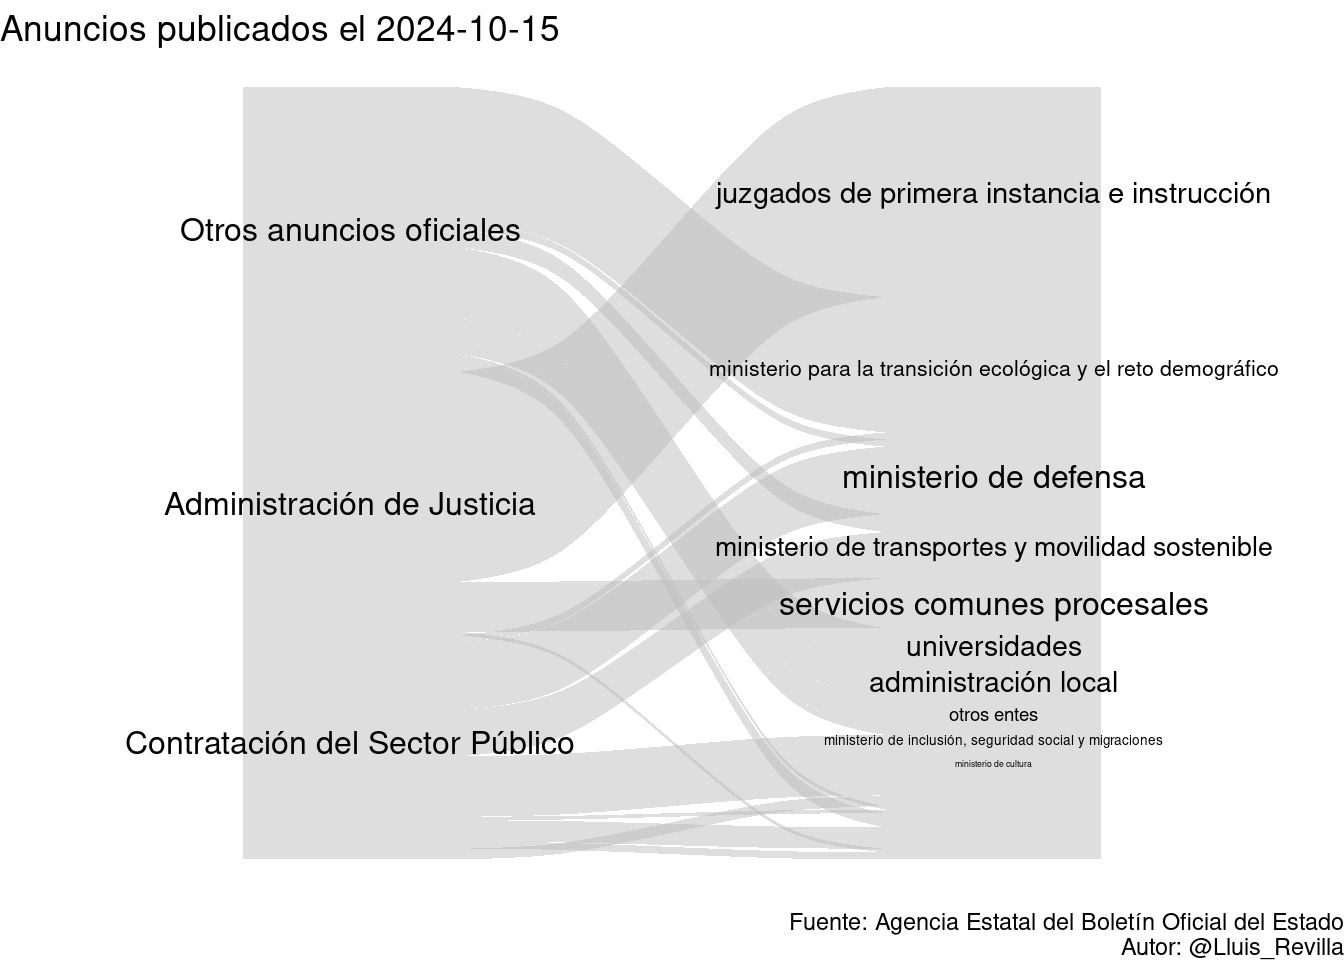 Anuncios publicados el 2024-10-15
juzgados de primera instancia e instrucción
Otros anuncios oficiales
ministerio para la transición ecológica y el reto demográfico
ministerio de defensa
Administración de Justicia
ministerio de transportes y movilidad sostenible
servicios comunes procesales
universidades
administración local
otros entes
Contratación del Sector Público
ministerio de inclusión, seguridad social y migraciones
ministerio de cultura
Fuente: Agencia Estatal del Boletín Oficial del Estado
Autor: @Lluis_Revilla